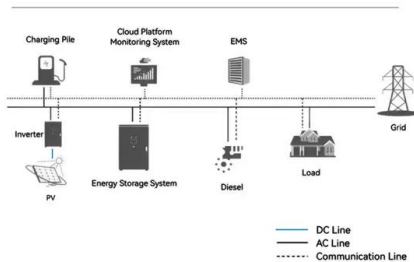 Charging Pile
Cloud Platform
Monitoring System
EMS
Grid
Inverter
PV
Energy Storage System
Diesel
Load
DC Line
AC Line
Communication Line